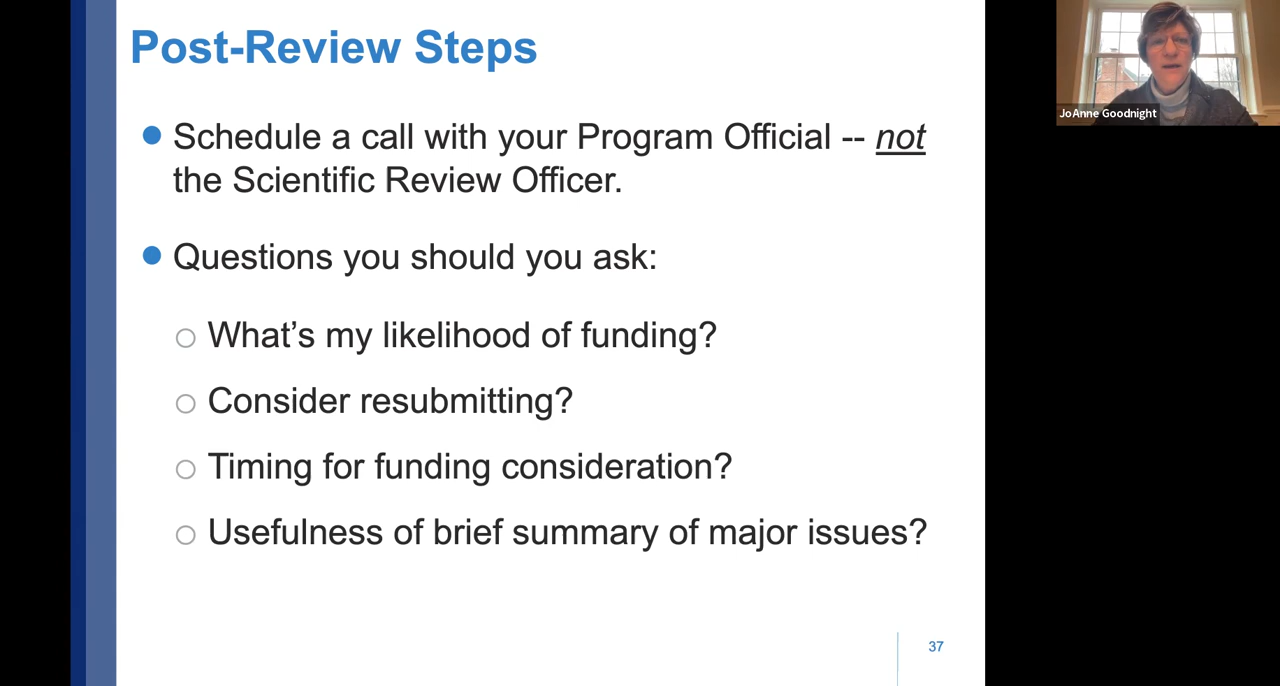 Post-Review Steps
Schedule a call with your Program Official -- not
the Scientific Review Officer.
Questions you should you ask:
What’s my likelihood of funding?
Consider resubmitting?
Timing for funding consideration?
Usefulness of brief summary of major issues?
37
JoAnne Goodnight